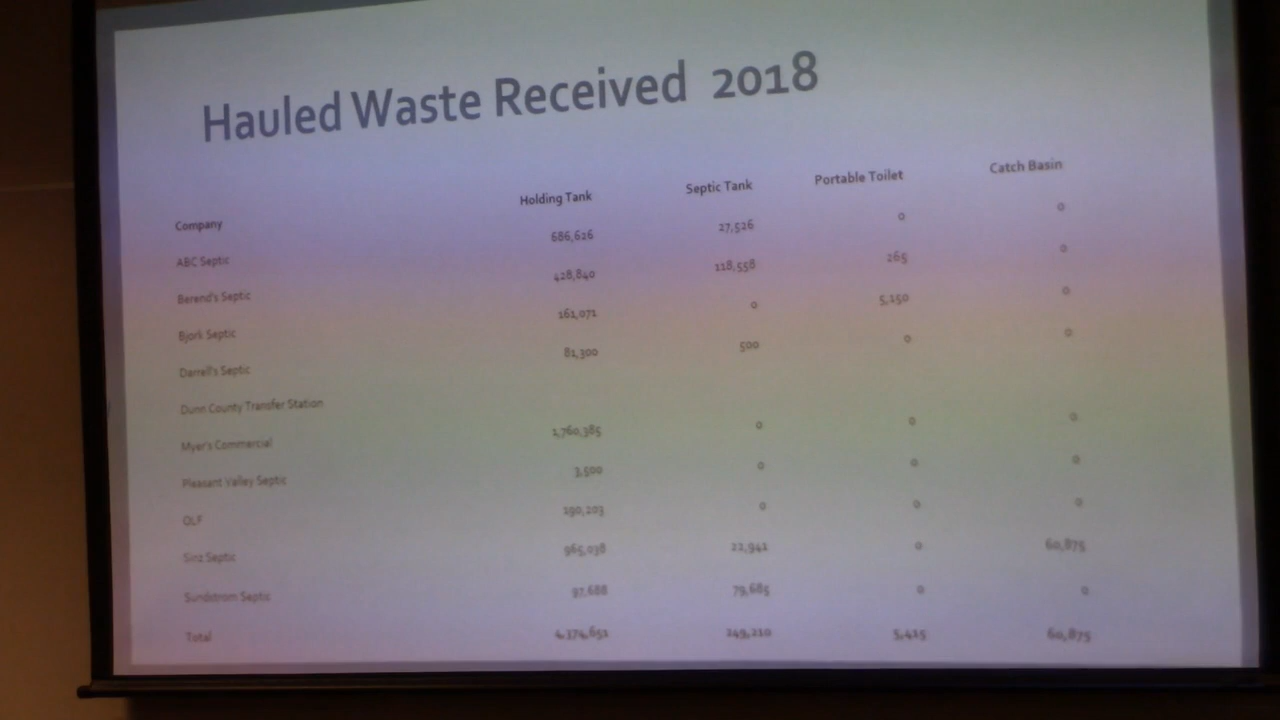 Hauled Waste Received 2018
Company Holding Tank Septic Tank Portable Toilet Catch Basin
ABC Septic 686,626 27,526 0 0
Berend's Septic 428,840 118,558 265 0
Bjork Septic 161,071 0 5,150 0
Darrell's Septic 81,300 500 0 0
Dunn County Transfer Station
Myer's Commercial 1,760,385 0 0 0
Pleasant Valley Septic 3,500 0 0 0
QLF 190,203 0 0 0
Sinz Septic 965,038 22,941 0 60,875
Sundstrom Septic 97,688 79,685 0 0
Total 4,374,651 249,210 5,415 60,875